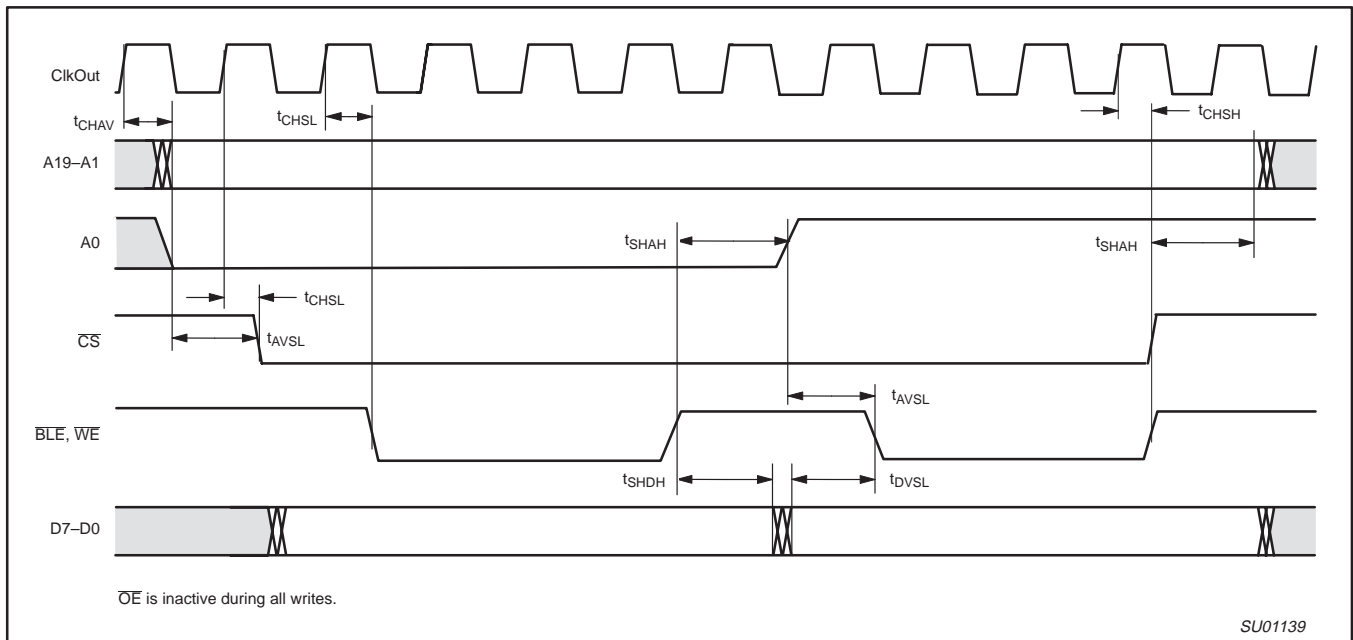 ClkOut
tCHAV
tCHSL
tCHSH
A19–A1
A0
tSHAH
tSHAH
tCHSL
CS
tAVSL
tAVSL
BLE, WE
tSHDH
tDVSL
D7–D0
OE is inactive during all writes.
SU01139